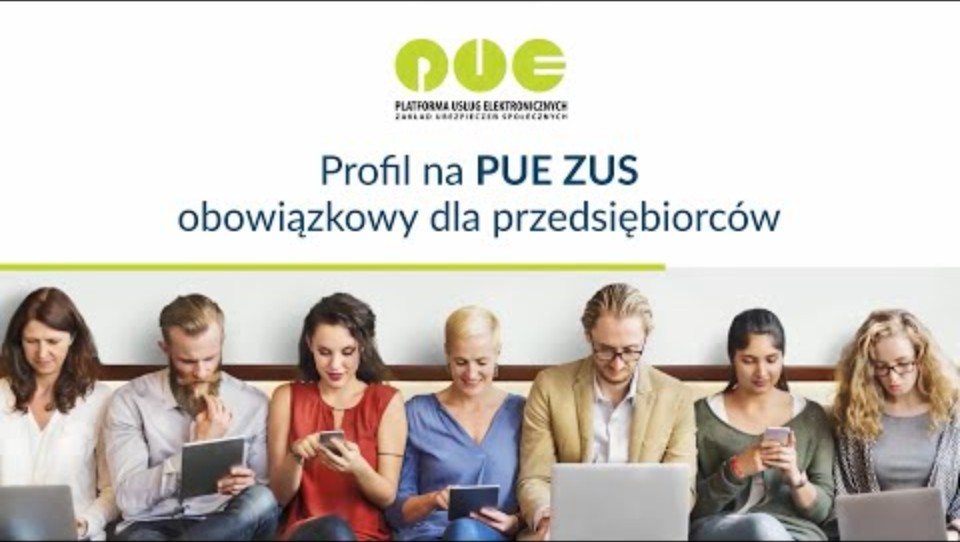 PUE
PLATFORMA USŁUG ELEKTRONICZNYCH
ZAKŁAD UBEZPIECZEŃ SPOŁECZNYCH
Profil na PUE ZUS
obowiązkowy dla przedsiębiorców